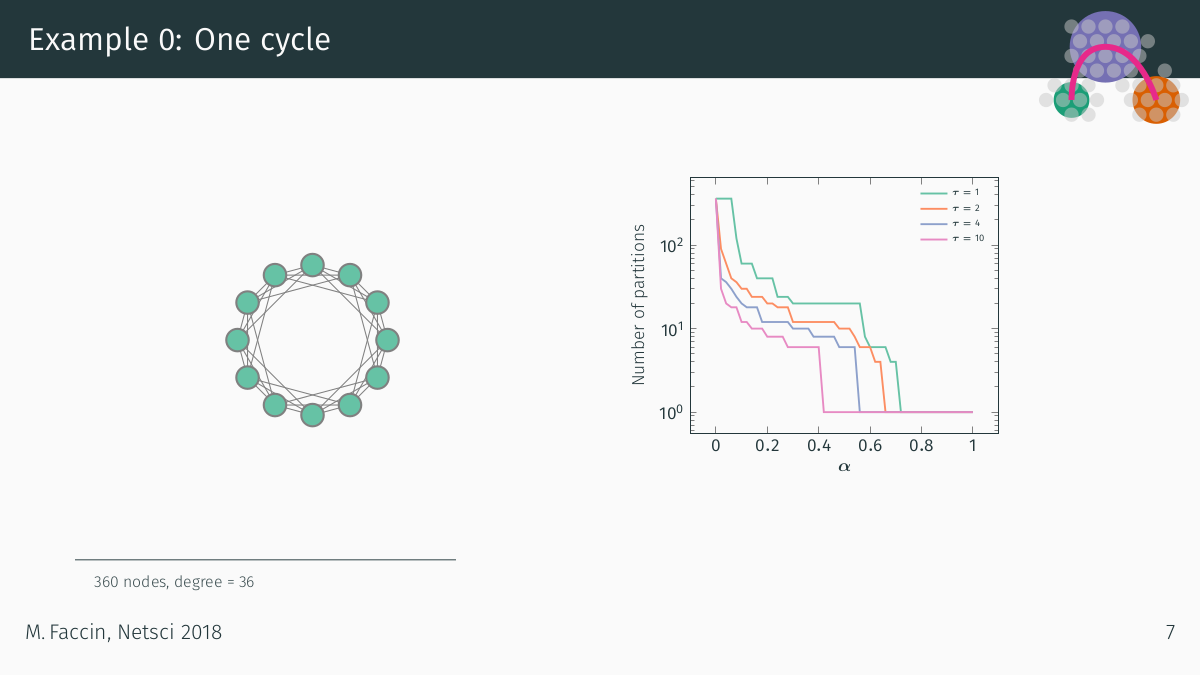 Example 0: One cycle
Number of partitions
10²
10¹
10⁰
τ = 1
τ = 2
τ = 4
τ = 10
0 0.2 0.4 0.6 0.8 1
α
360 nodes, degree = 36
M. Faccin, Netsci 2018
7